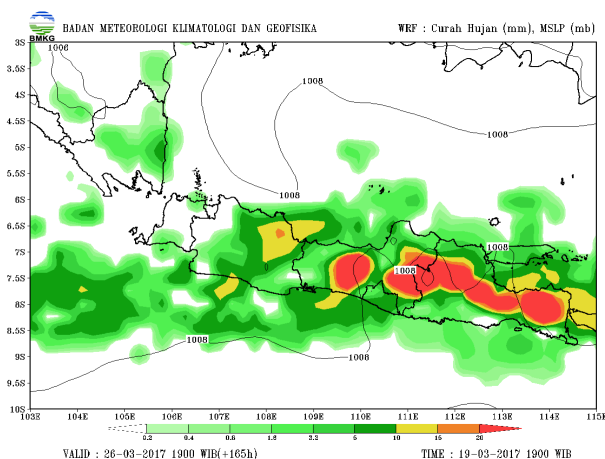 BADAN METEOROLOGI KLIMATOLOGI DAN GEOFISIKA
WRF : Curah Hujan (mm), MSLP (mb)
BMKG
3S
3.5S
4S
4.5S
5S
5.5S
6S
6.5S
7S
7.5S
8S
8.5S
9S
9.5S
10S
1006
1008
1008
1008
1008
1008
1008
1008
103E 104E 105E 106E 107E 108E 109E 110E 111E 112E 113E 114E 115E
0.2 0.4 0.8 1.6 3.2 5 10 15 20
VALID : 26-03-2017 1900 WIB(+165h)
TIME : 19-03-2017 1900 WIB